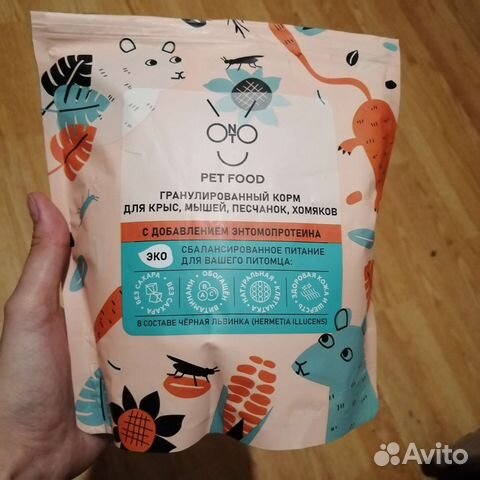 ONTO
PET FOOD
ГРАНУЛИРОВАННЫЙ КОРМ
ДЛЯ КРЫС, МЫШЕЙ, ПЕСЧАНОК, ХОМЯКОВ
С ДОБАВЛЕНИЕМ ЭНТОМОПРОТЕИНА
ЭКО
СБАЛАНСИРОВАННОЕ ПИТАНИЕ
ДЛЯ ВАШЕГО ПИТОМЦА:
БЕЗ САХАРА • БЕЗ САХАРА
ОБОГАЩЁН ВИТАМИНАМИ
B A C
НАТУРАЛЬНАЯ КЛЕТЧАТКА
ЗДОРОВАЯ КОЖА И ШЕРСТЬ
В СОСТАВЕ ЧЁРНАЯ ЛЬВИНКА (HERMETIA ILLUCENS)
Avito